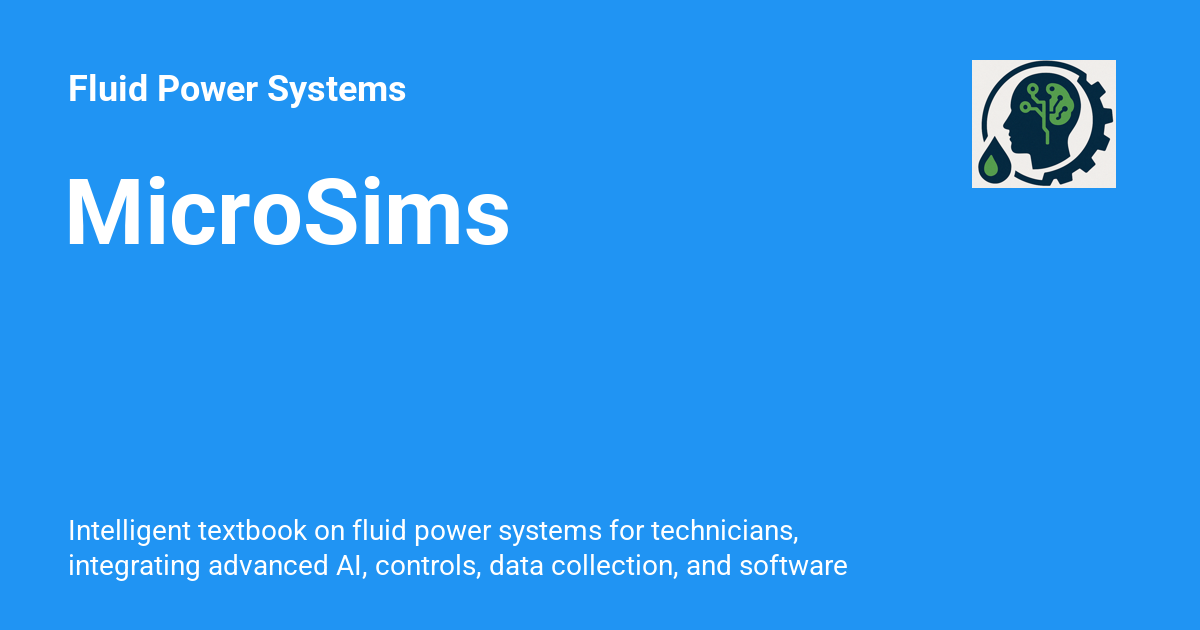 Fluid Power Systems
MicroSims
Intelligent textbook on fluid power systems for technicians,
integrating advanced AI, controls, data collection, and software